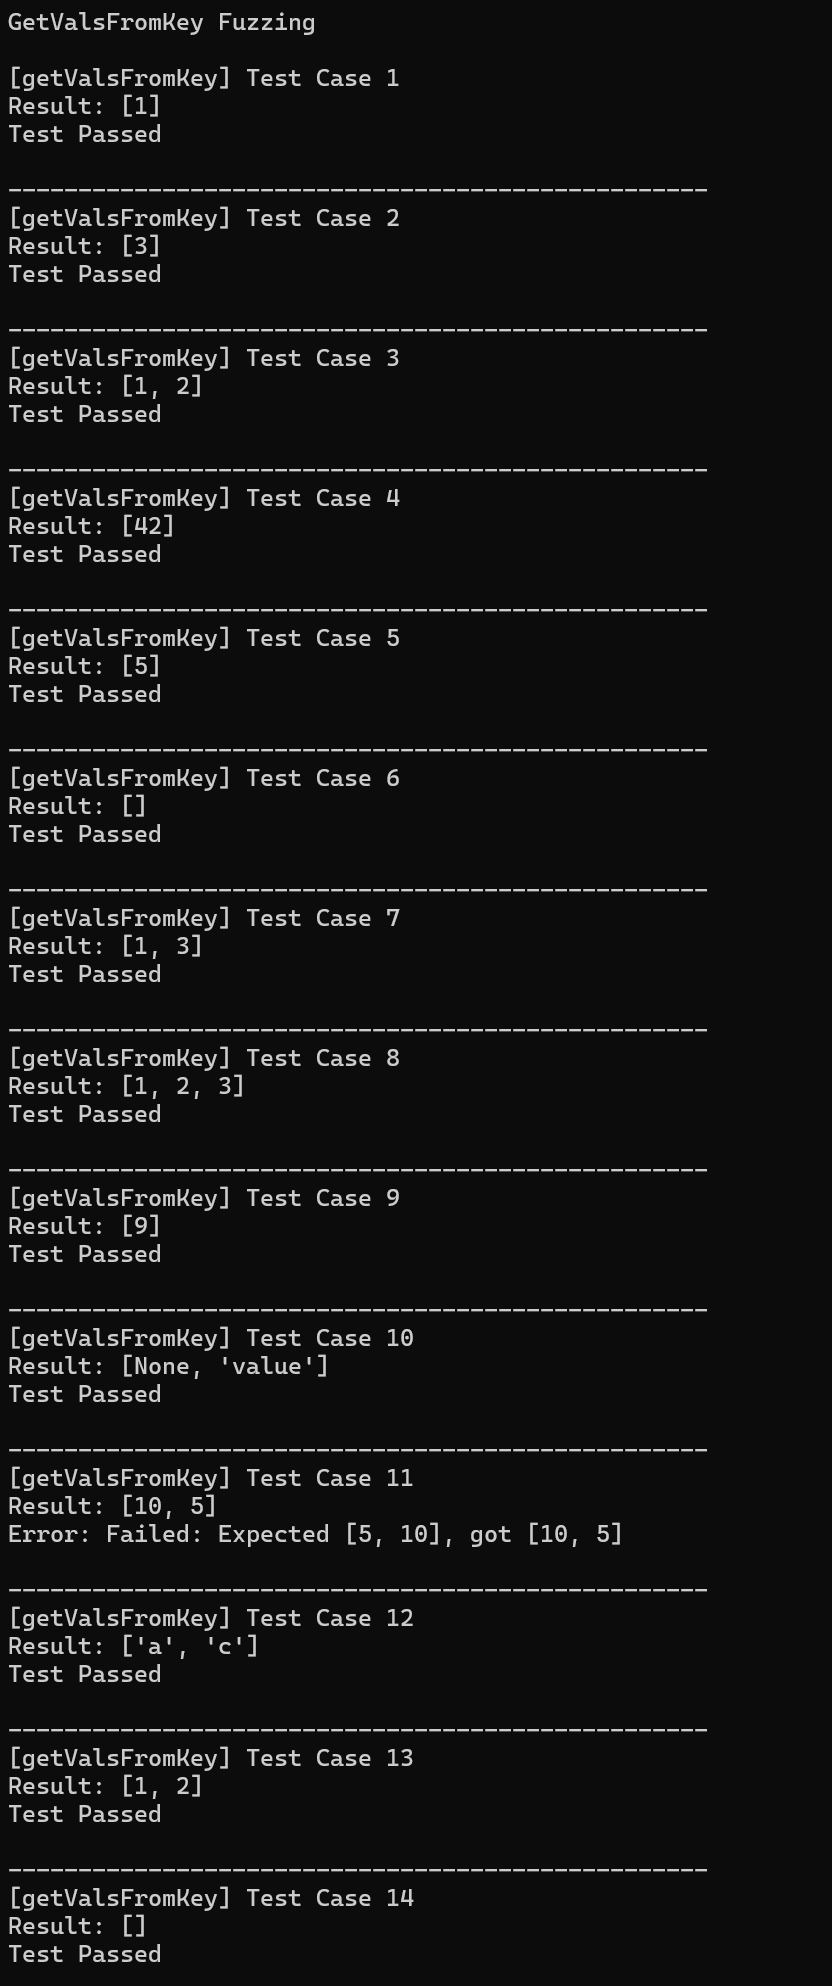 GetValsFromKey Fuzzing
[getValsFromKey] Test Case 1
Result: [1]
Test Passed
--------------------------------------------------
[getValsFromKey] Test Case 2
Result: [3]
Test Passed
--------------------------------------------------
[getValsFromKey] Test Case 3
Result: [1, 2]
Test Passed
--------------------------------------------------
[getValsFromKey] Test Case 4
Result: [42]
Test Passed
--------------------------------------------------
[getValsFromKey] Test Case 5
Result: [5]
Test Passed
--------------------------------------------------
[getValsFromKey] Test Case 6
Result: []
Test Passed
--------------------------------------------------
[getValsFromKey] Test Case 7
Result: [1, 3]
Test Passed
--------------------------------------------------
[getValsFromKey] Test Case 8
Result: [1, 2, 3]
Test Passed
--------------------------------------------------
[getValsFromKey] Test Case 9
Result: [9]
Test Passed
--------------------------------------------------
[getValsFromKey] Test Case 10
Result: [None, 'value']
Test Passed
--------------------------------------------------
[getValsFromKey] Test Case 11
Result: [10, 5]
Error: Failed: Expected [5, 10], got [10, 5]
--------------------------------------------------
[getValsFromKey] Test Case 12
Result: ['a', 'c']
Test Passed
--------------------------------------------------
[getValsFromKey] Test Case 13
Result: [1, 2]
Test Passed
--------------------------------------------------
[getValsFromKey] Test Case 14
Result: []
Test Passed